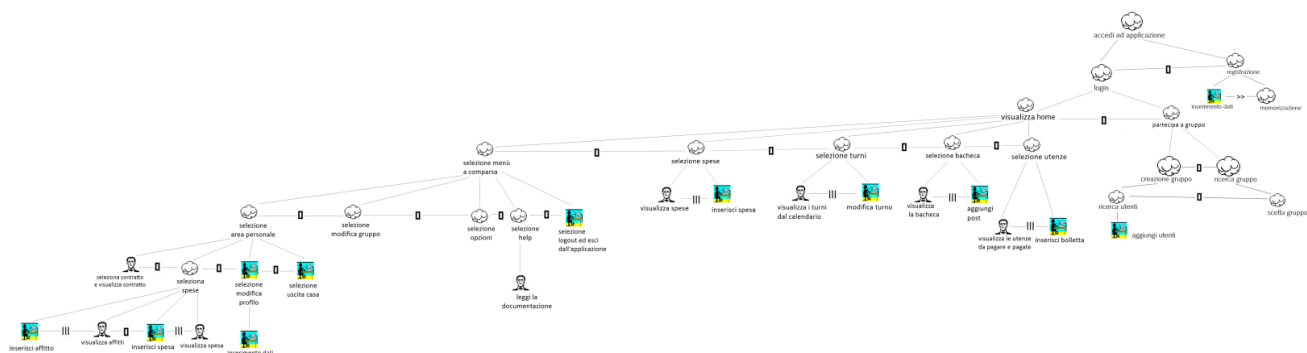 accedi ad applicazione
registrazione
login
inserimento dati
>>
memorizzazione
visualizza home
partecipa a gruppo
selezione menù
a comparsa
selezione spese
selezione turni
selezione bacheca
selezione utenze
creazione gruppo
ricerca gruppo
visualizza spese
|||
inserisci spesa
visualizza i turni
dal calendario
|||
modifica turno
visualizza
la bacheca
|||
aggiungi
post
ricerca utenti
scelta gruppo
selezione
area personale
selezione
modifica gruppo
selezione
opzioni
selezione
help
selezione
logout ed esci
dall'applicazione
visualizza le utenze
da pagare e pagate
|||
inserisci bolletta
aggiungi utenti
seleziona contratto
e visualizza contratto
seleziona
spese
selezione
modifica
profilo
selezione
uscita casa
leggi la
documentazione
inserisci affitto
|||
visualizza affitti
inserisci spesa
|||
visualizza spesa
inserimento dati